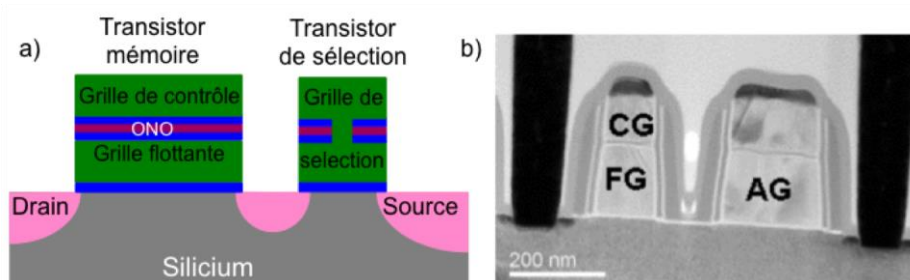 a)
Transistor
mémoire
Transistor
de sélection
Grille de contrôle
ONO
Grille flottante
Grille de
selection
Drain
Source
Silicium
b)
CG
FG
AG
200 nm